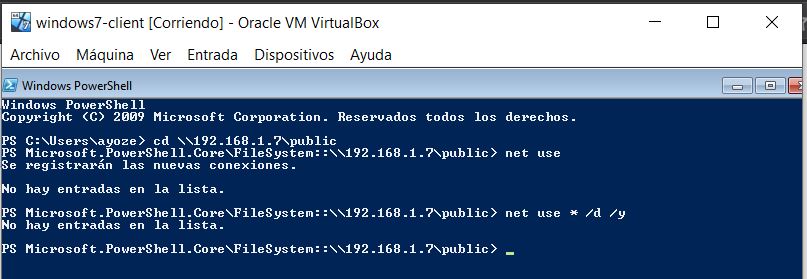 windows7-client [Corriendo] - Oracle VM VirtualBox
Archivo Máquina Ver Entrada Dispositivos Ayuda
Windows PowerShell
Windows PowerShell
Copyright (C) 2009 Microsoft Corporation. Reservados todos los derechos.
PS C:\Users\ayoze> cd \\192.168.1.7\public
PS Microsoft.PowerShell.Core\FileSystem::\\192.168.1.7\public> net use
Se registrarán las nuevas conexiones.
No hay entradas en la lista.
PS Microsoft.PowerShell.Core\FileSystem::\\192.168.1.7\public> net use * /d /y
No hay entradas en la lista.
PS Microsoft.PowerShell.Core\FileSystem::\\192.168.1.7\public> _